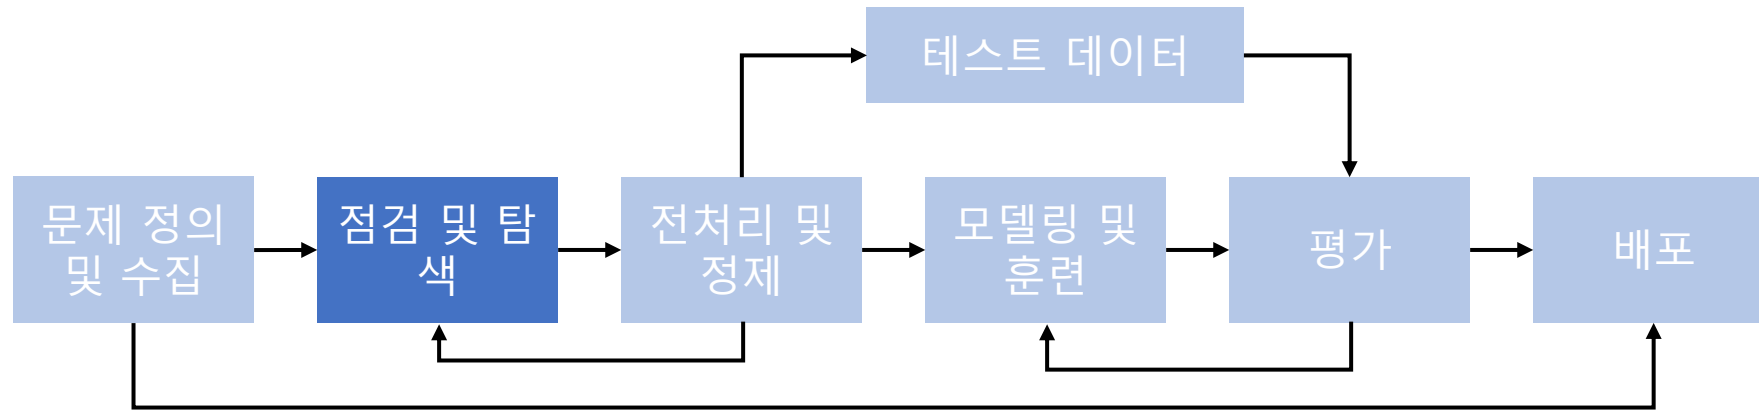 테스트 데이터
문제 정의
및 수집
점검 및 탐
색
전처리 및
정제
모델링 및
훈련
평가
배포